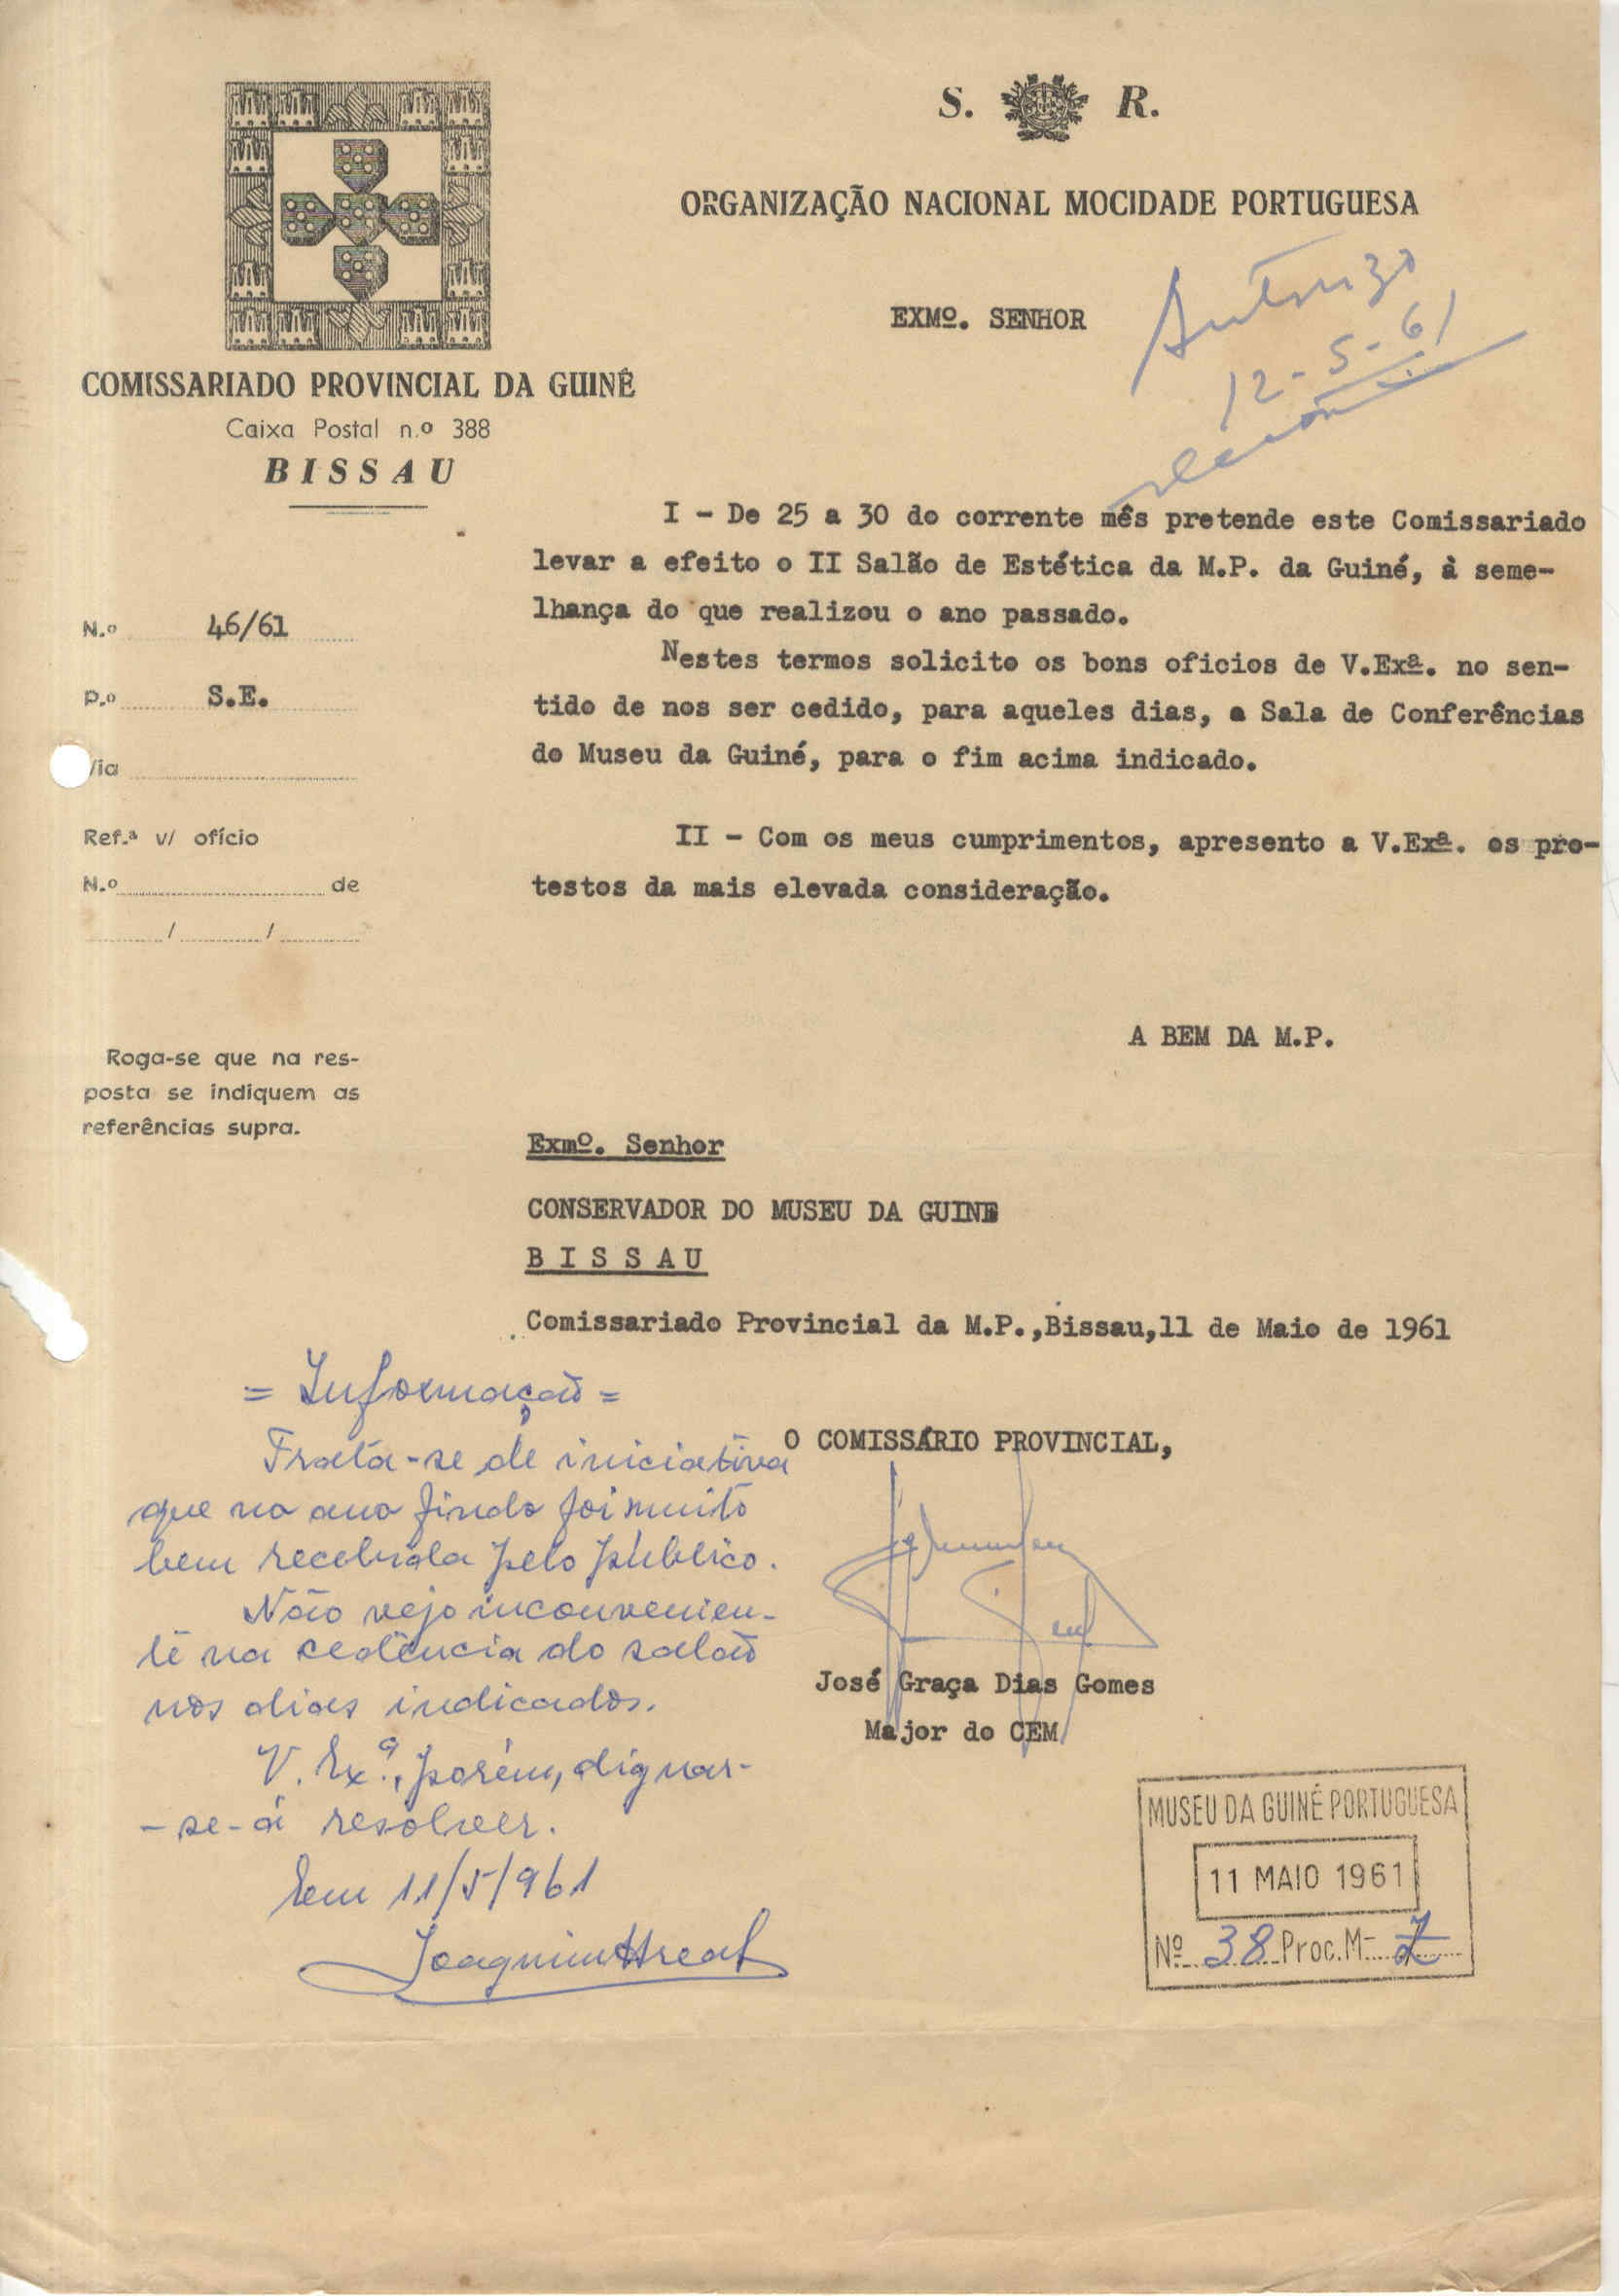 S. R.
ORGANIZAÇÃO NACIONAL MOCIDADE PORTUGUESA
COMISSARIADO PROVINCIAL DA GUINÉ
Caixa Postal n.º 388
BISSAU
EXMº. SENHOR
Autorizo
12-5-61
I - De 25 a 30 do corrente mês pretende este Comissariado
levar a efeito o II Salão de Estética da M.P. da Guiné, à seme-
lhança do que realizou o ano passado.
Nestes termos solicito os bons oficios de V.Exª. no sen-
tido de nos ser cedido, para aqueles dias, a Sala de Conferências
do Museu da Guiné, para o fim acima indicado.
II - Com os meus cumprimentos, apresento a V.Exª. os pro-
testos da mais elevada consideração.
N.º 46/61
P.º S.E.
Via
Ref.ª v/ ofício
N.º de
/ /
Roga-se que na res-
posta se indiquem as
referências supra.
A BEM DA M.P.
Exmº. Senhor
CONSERVADOR DO MUSEU DA GUINE
B I S S A U
Comissariado Provincial da M.P.,Bissau,11 de Maio de 1961
O COMISSÁRIO PROVINCIAL,
José Graça Dias Gomes
Major do CEM
= Informação =
Trata-se de iniciativa
que no ano findo foi muito
bem recebida pelo público.
Não vejo inconvenien-
te na cedência do salão
nos dias indicados.
V. Exª., porém, dignar-
-se-á resolver.
Em 11/5/961
MUSEU DA GUINÉ PORTUGUESA
11 MAIO 1961
Nº 38 Proc. M- Z